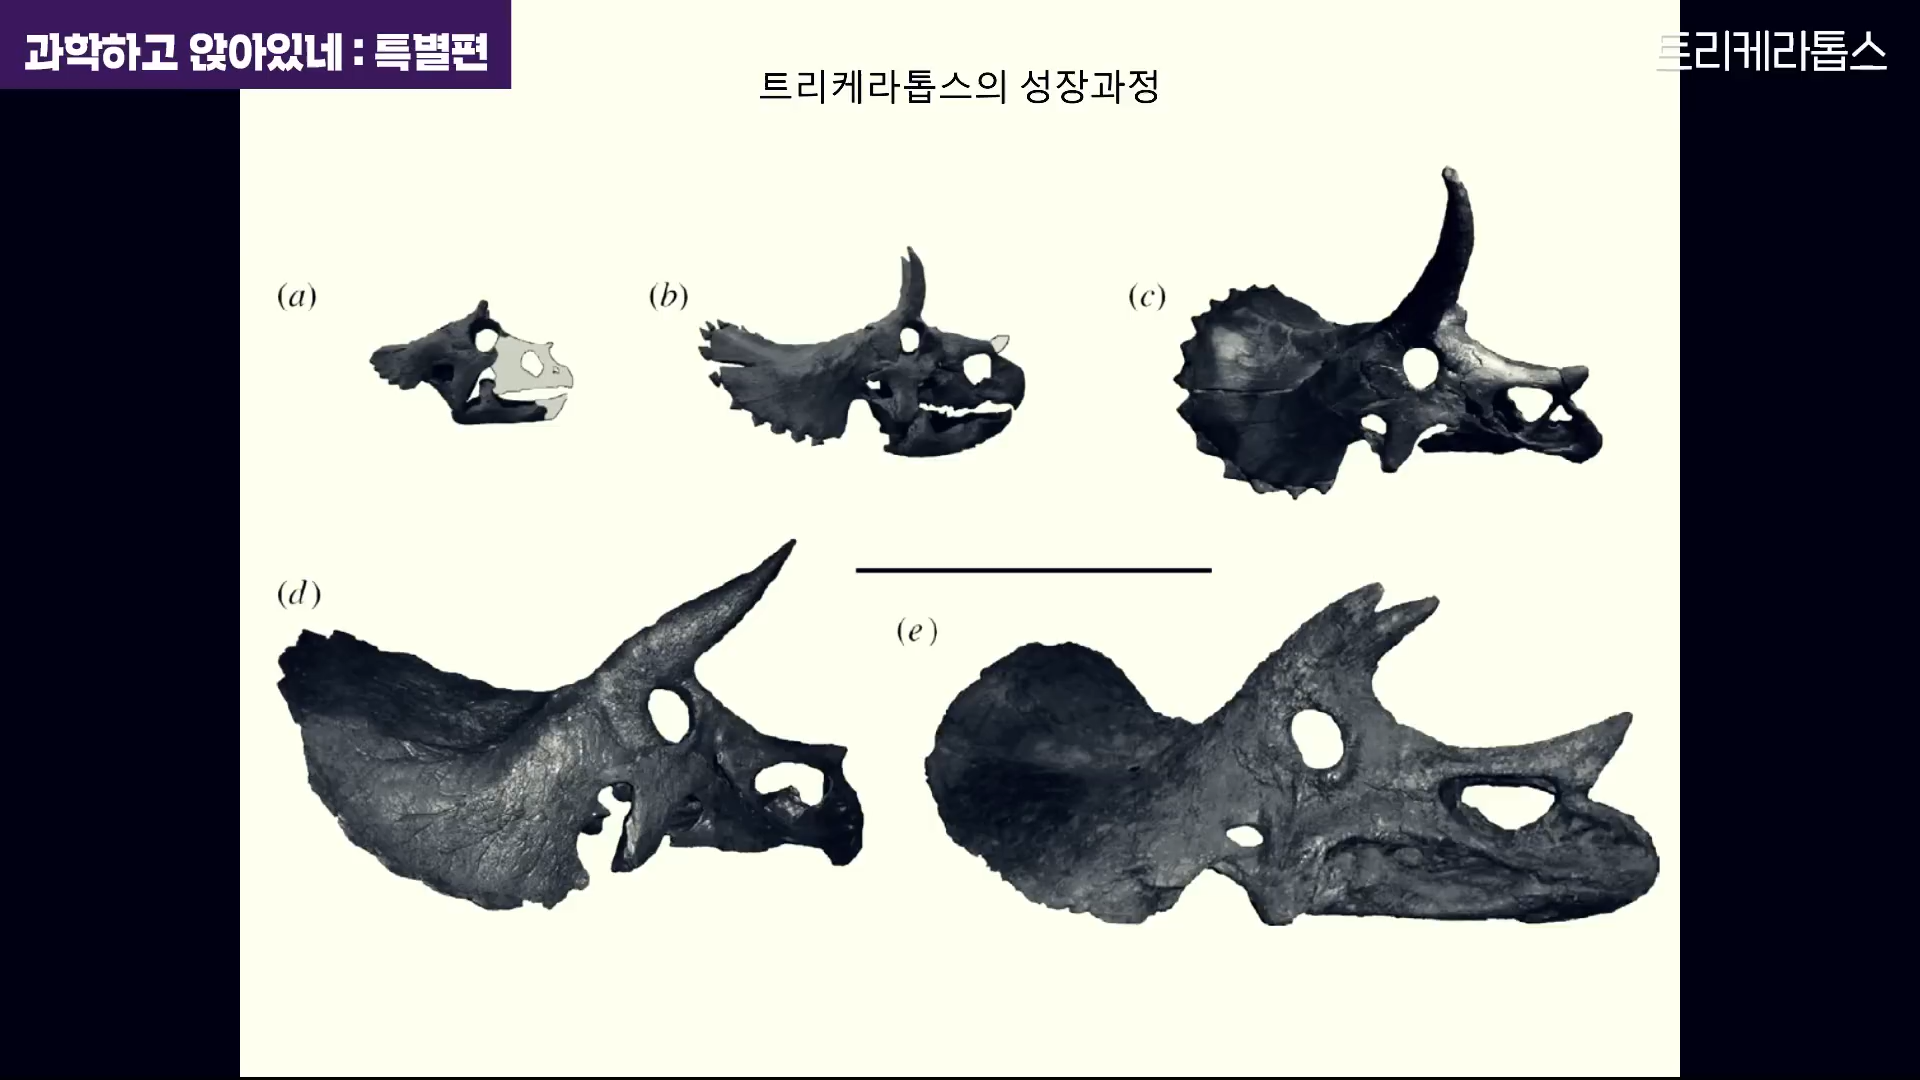 과학하고 앉아있네 : 특별편
트리케라톱스
트리케라톱스의 성장과정
(a)
(b)
(c)
(d)
(e)